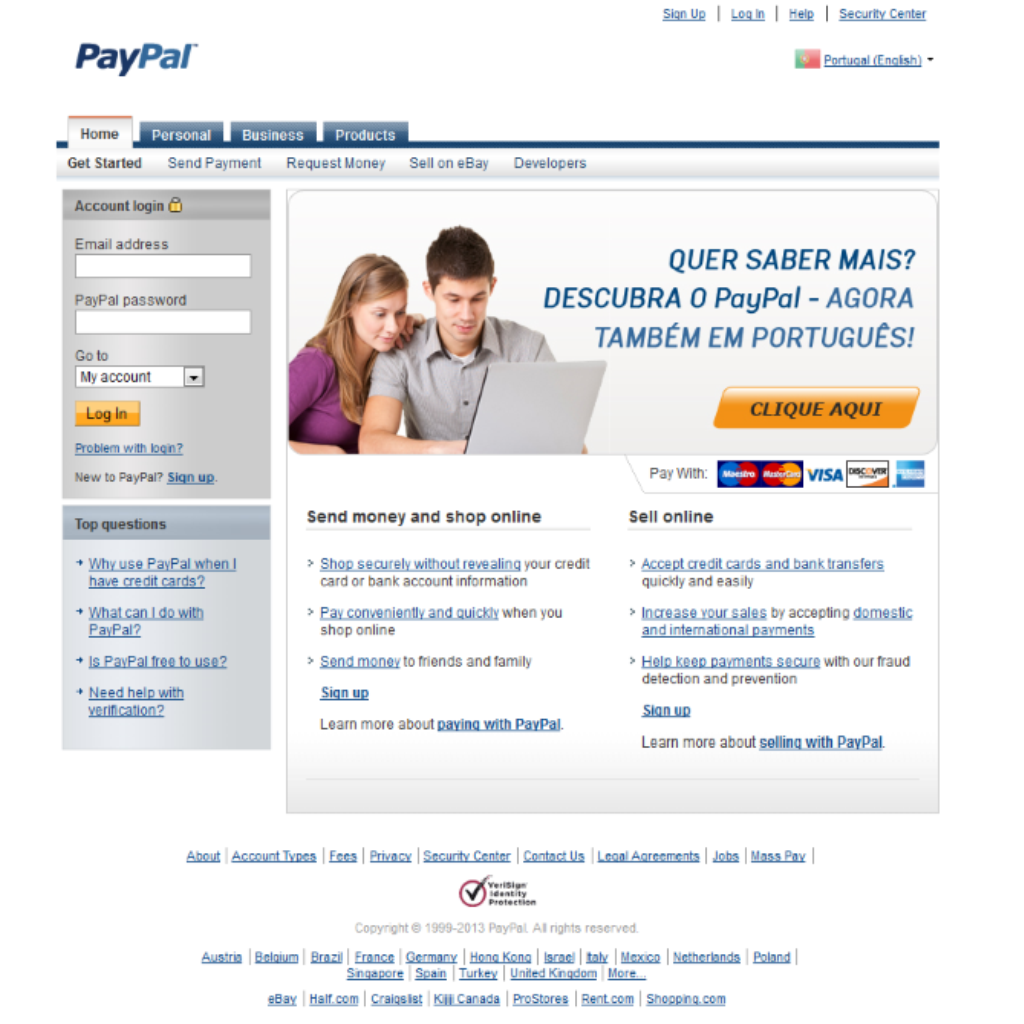 Sign Up | Log In | Help | Security Center
PayPal™
Portugal (English)
Home Personal Business Products
Get Started Send Payment Request Money Sell on eBay Developers
Account login
Email address
PayPal password
Go to
My account
Log In
Problem with login?
New to PayPal? Sign up.
Top questions
Why use PayPal when I
have credit cards?
What can I do with
PayPal?
Is PayPal free to use?
Need help with
verification?
QUER SABER MAIS?
DESCUBRA O PayPal - AGORA
TAMBÉM EM PORTUGUÊS!
CLIQUE AQUI
Pay With: Maestro MasterCard VISA DISCOVER
Send money and shop online
Shop securely without revealing your credit
card or bank account information
Pay conveniently and quickly when you
shop online
Send money to friends and family
Sign up
Learn more about paying with PayPal.
Sell online
Accept credit cards and bank transfers
quickly and easily
Increase your sales by accepting domestic
and international payments
Help keep payments secure with our fraud
detection and prevention
Sign up
Learn more about selling with PayPal.
About | Account Types | Fees | Privacy | Security Center | Contact Us | Legal Agreements | Jobs | Mass Pay |
VeriSign
Identity
Protection
Copyright © 1999-2013 PayPal. All rights reserved.
Austria | Belgium | Brazil | France | Germany | Hong Kong | Israel | Italy | Mexico | Netherlands | Poland |
Singapore | Spain | Turkey | United Kingdom | More...
eBay | Half.com | Craigslist | Kijiji Canada | ProStores | Rent.com | Shopping.com